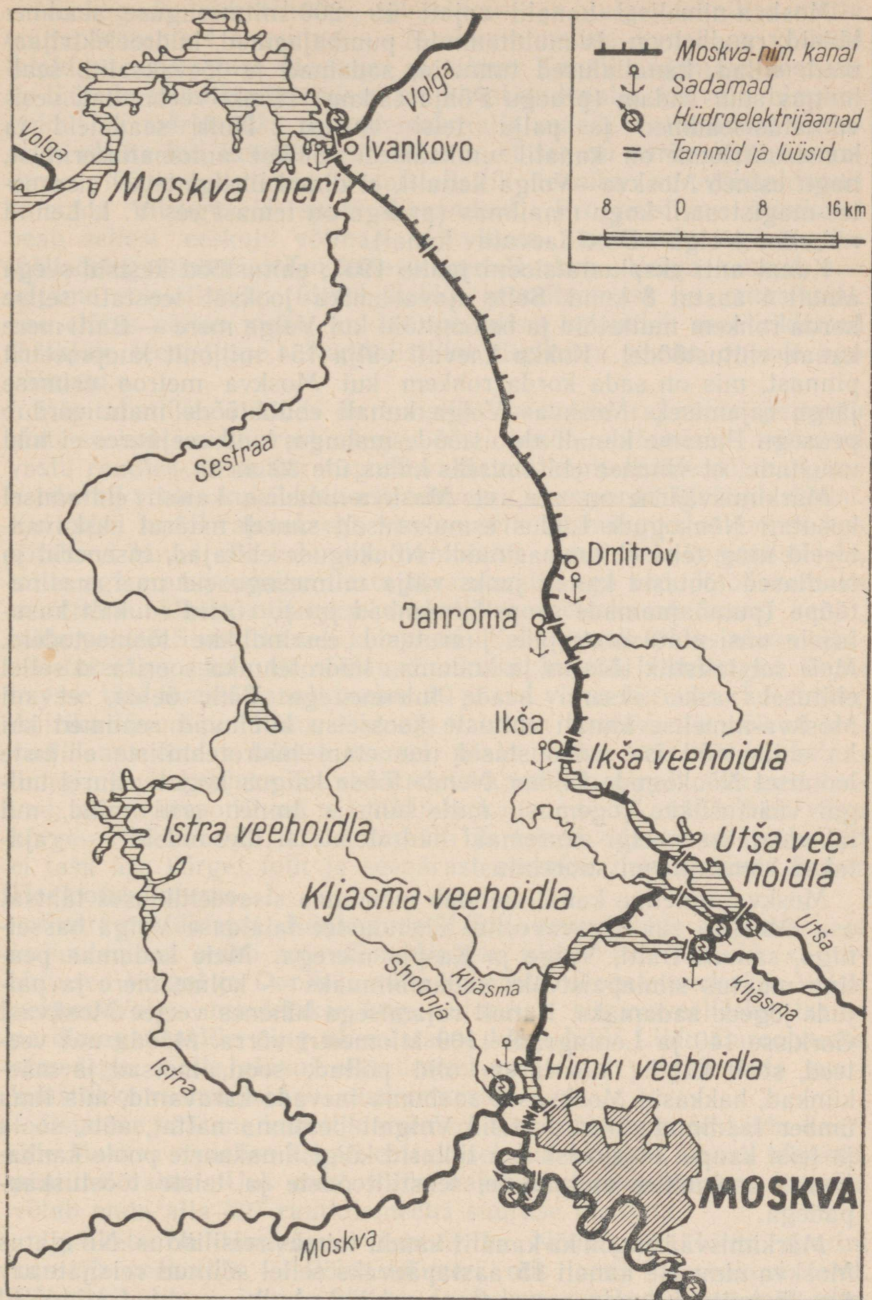 Moskva-nim. kanal
Sadamad
Hüdroelektrijaamad
Tammid ja lüüsid
8 0 8 16 km
Volga
Volga
Ivankovo
Moskva meri
Sestraa
Dmitrov
Jahroma
Ikša
Ikša veehoidla
Istra veehoidla
Utša vee-
hoidla
Kljasma veehoidla
Utša
Kljasma
Kljasma
Shodnja
Istra
Himki veehoidla
MOSKVA
Moskva